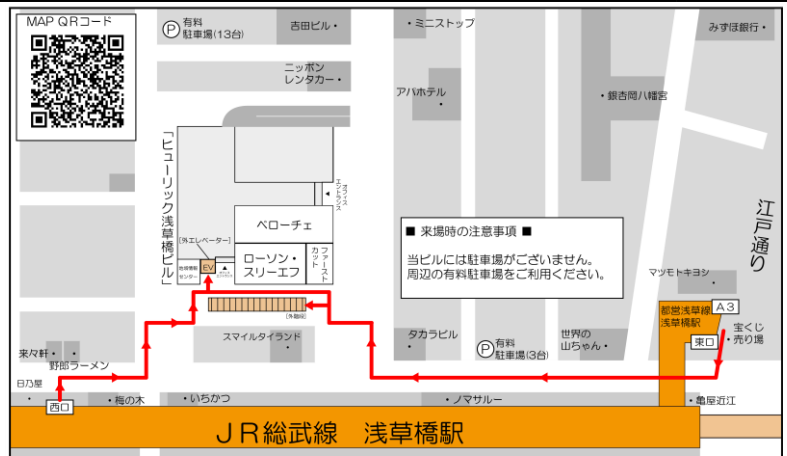 MAP QRコード
P 有料
駐車場(13台)
吉田ビル
ミニストップ
みずほ銀行
ニッポン
レンタカー
アパホテル
銀杏岡八幡宮
「ヒューリック浅草橋ビル」
オフィス
エントランス
ベローチェ
[外エレベーター]
EV
ローソン・
スリーエフ
ファースト
カット
[外階段]
■ 来場時の注意事項 ■
当ビルには駐車場がございません。
周辺の有料駐車場をご利用ください。
江戸通り
マツモトキヨシ
都営浅草線
浅草橋駅
A3
東口
宝くじ
売り場
スマイルタイランド
タカラビル
P 有料
駐車場(3台)
世界の
山ちゃん
来々軒
野郎ラーメン
日乃屋
西口
梅の木
いちかつ
ノマサルー
亀屋近江
JR総武線 浅草橋駅